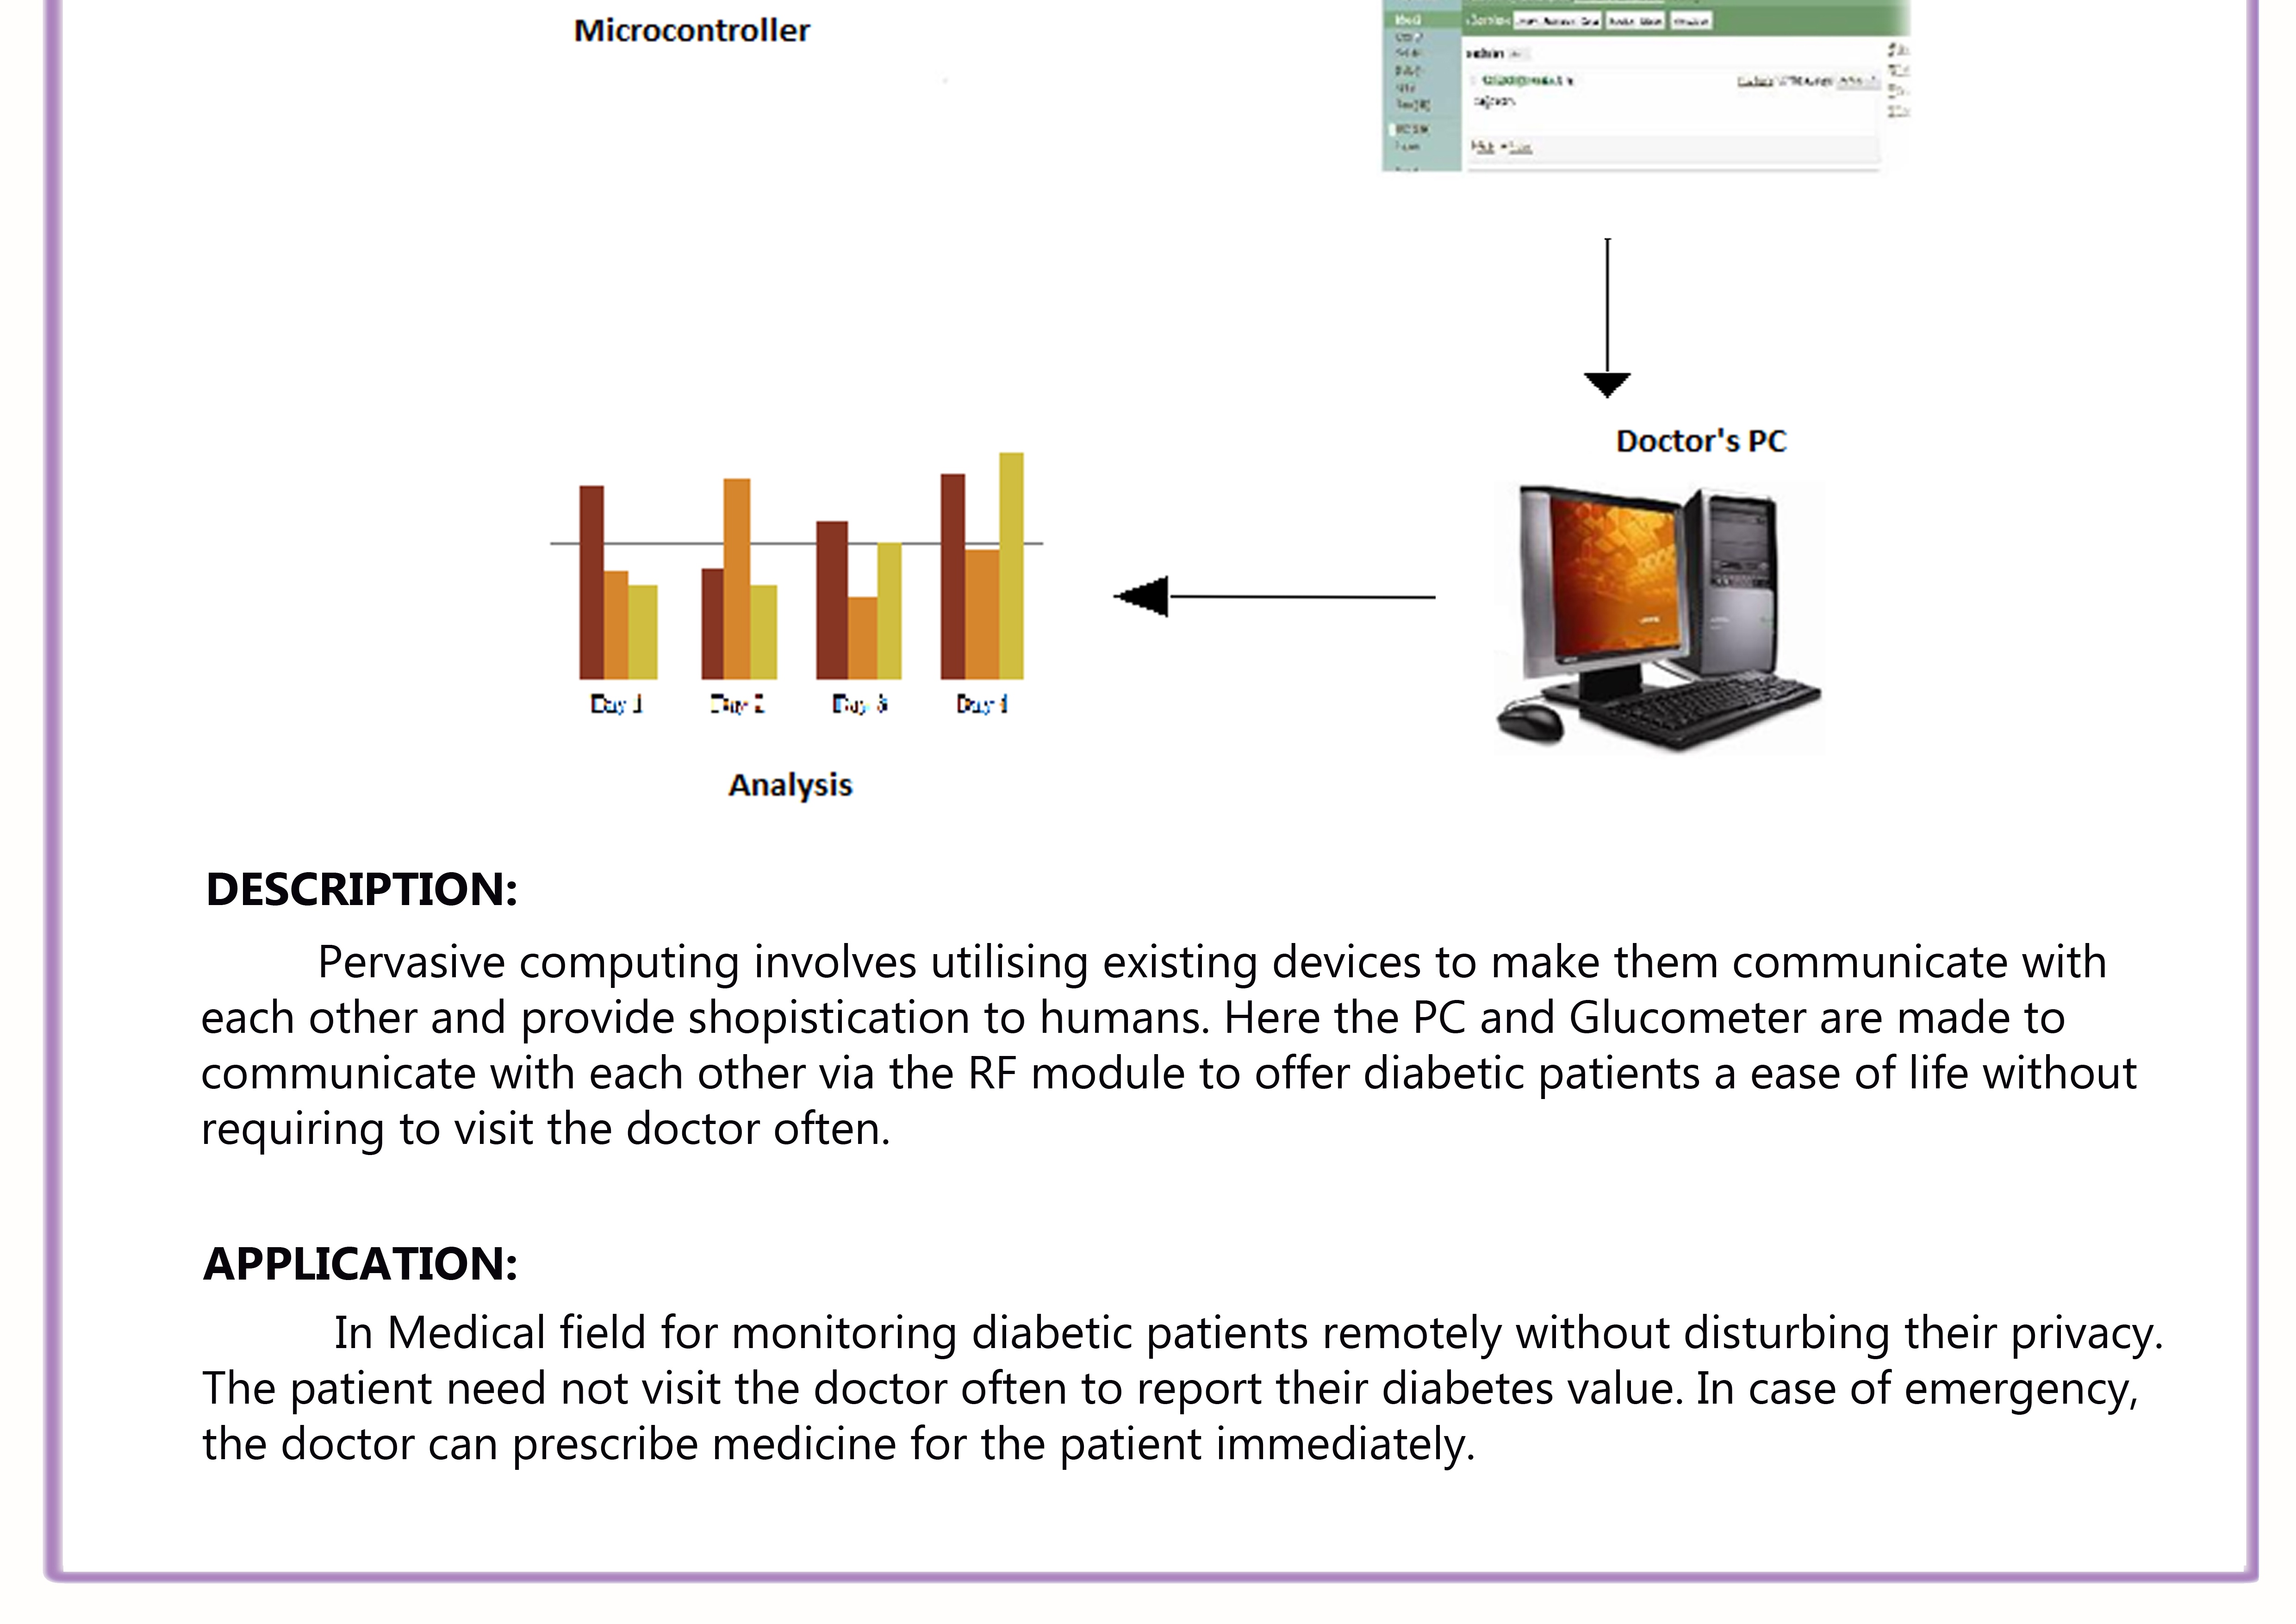 Microcontroller
Doctor's PC
Day 1
Day 2
Day 3
Day 4
Analysis
DESCRIPTION:
Pervasive computing involves utilising existing devices to make them communicate with
each other and provide shopistication to humans. Here the PC and Glucometer are made to
communicate with each other via the RF module to offer diabetic patients a ease of life without
requiring to visit the doctor often.
APPLICATION:
In Medical field for monitoring diabetic patients remotely without disturbing their privacy.
The patient need not visit the doctor often to report their diabetes value. In case of emergency,
the doctor can prescribe medicine for the patient immediately.